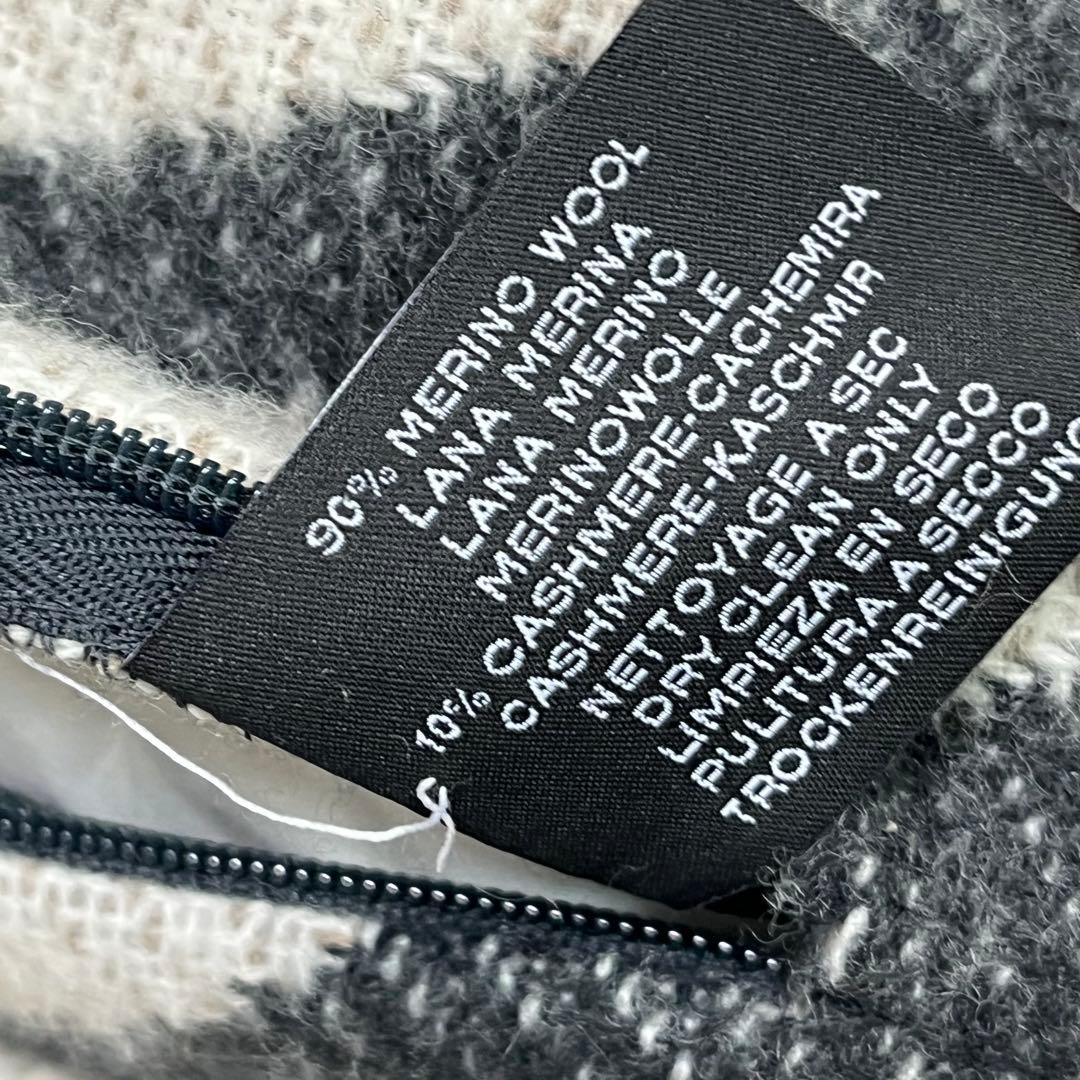 90% MERINO WOOL
LANA MERINA
LANA MERINO
MERINOWOLLE
10% CASHMERE-CACHEMIRA
CASHMERE-KASCHMIR
NETTOYAGE A SEC
DRY CLEAN ONLY
LIMPIEZA EN SECO
PULITURA A SECCO
TROCKENREINIGUNG